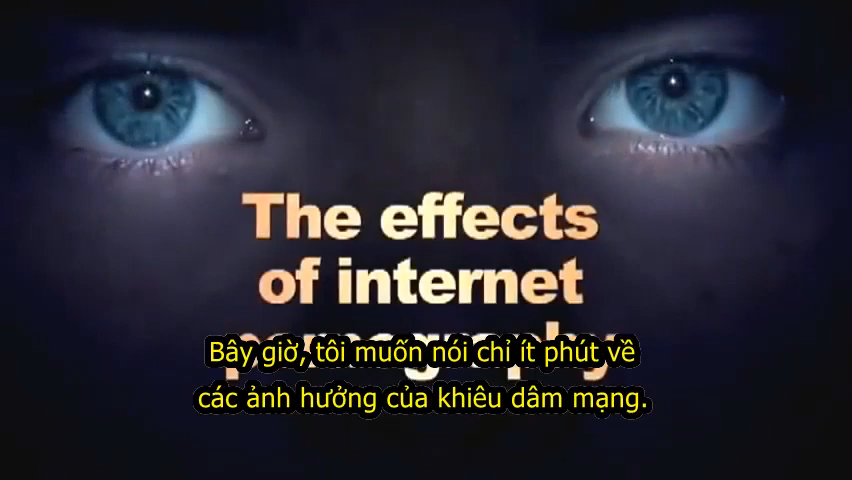 The effects
of internet
pornography
Bây giờ, tôi muốn nói chỉ ít phút về
các ảnh hưởng của khiêu dâm mạng.